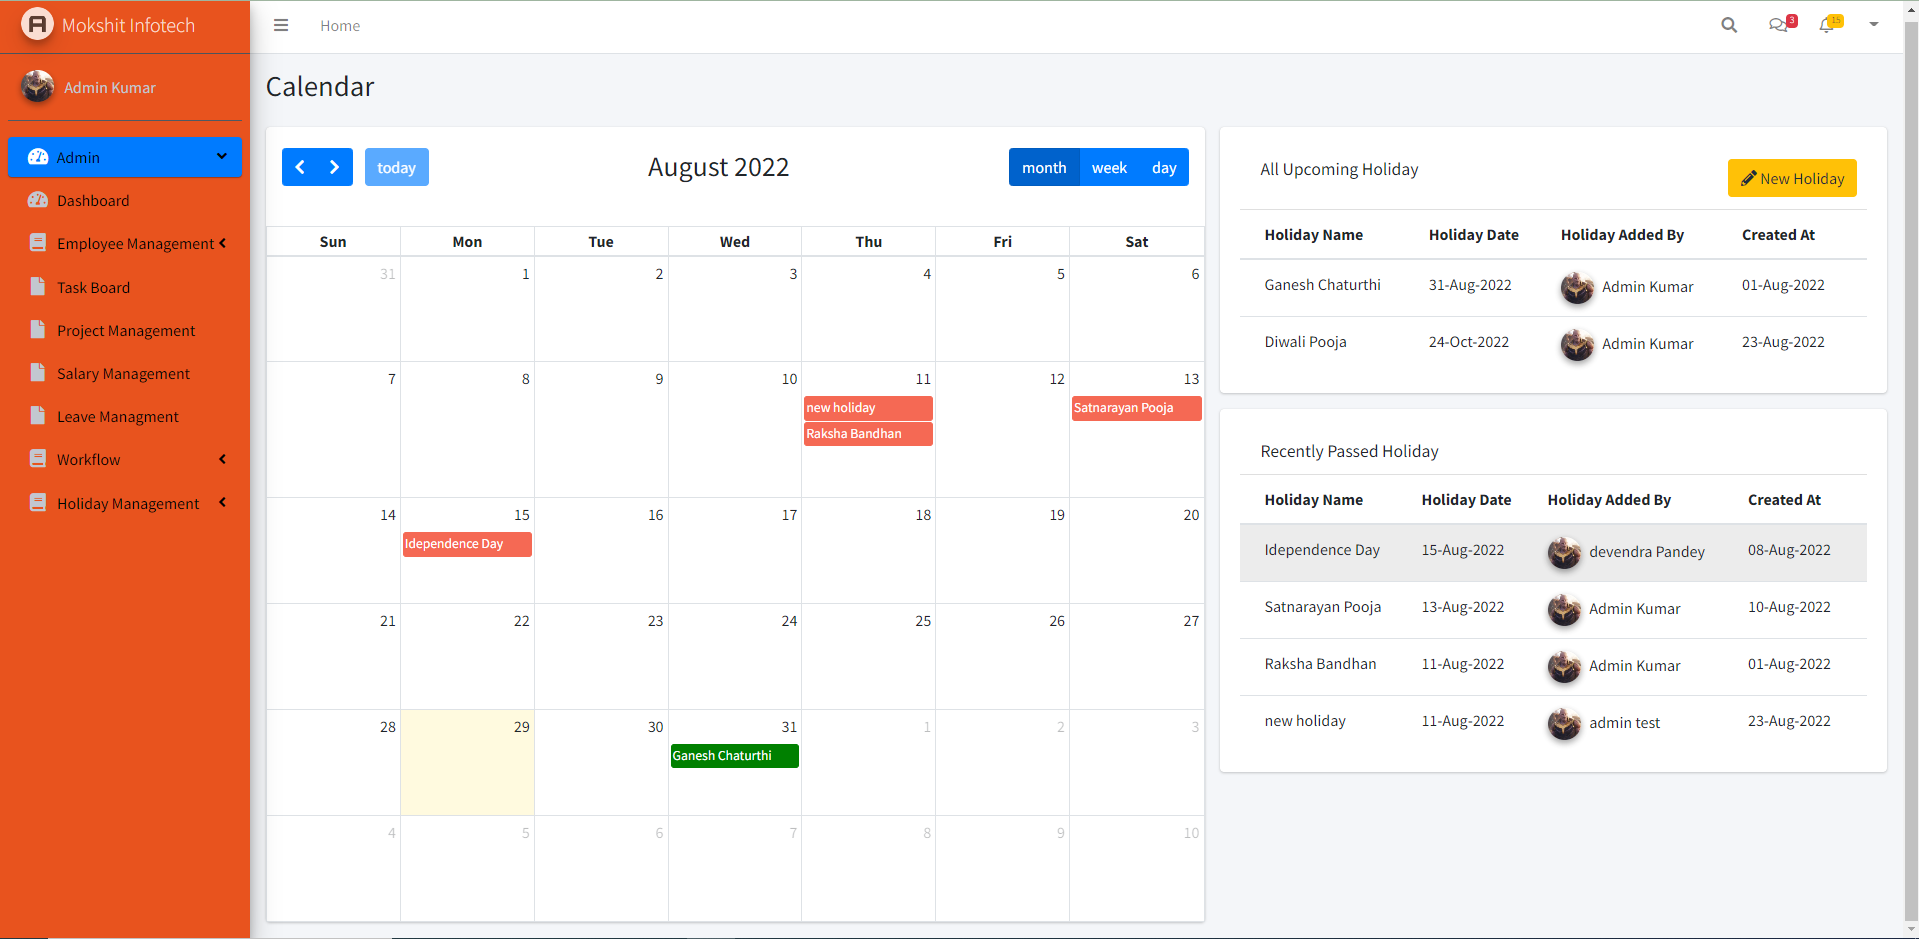 Mokshit Infotech
Home
3
15
Admin Kumar
Admin
Dashboard
Employee Management
Task Board
Project Management
Salary Management
Leave Managment
Workflow
Holiday Management
Calendar
today
August 2022
month week day
Sun Mon Tue Wed Thu Fri Sat
31 1 2 3 4 5 6
7 8 9 10 11 12 13
new holiday Satnarayan Pooja
Raksha Bandhan
14 15 16 17 18 19 20
Idependence Day
21 22 23 24 25 26 27
28 29 30 31 1 2 3
Ganesh Chaturthi
4 5 6 7 8 9 10
All Upcoming Holiday
New Holiday
Holiday Name Holiday Date Holiday Added By Created At
Ganesh Chaturthi 31-Aug-2022 Admin Kumar 01-Aug-2022
Diwali Pooja 24-Oct-2022 Admin Kumar 23-Aug-2022
Recently Passed Holiday
Holiday Name Holiday Date Holiday Added By Created At
Idependence Day 15-Aug-2022 devendra Pandey 08-Aug-2022
Satnarayan Pooja 13-Aug-2022 Admin Kumar 10-Aug-2022
Raksha Bandhan 11-Aug-2022 Admin Kumar 01-Aug-2022
new holiday 11-Aug-2022 admin test 23-Aug-2022